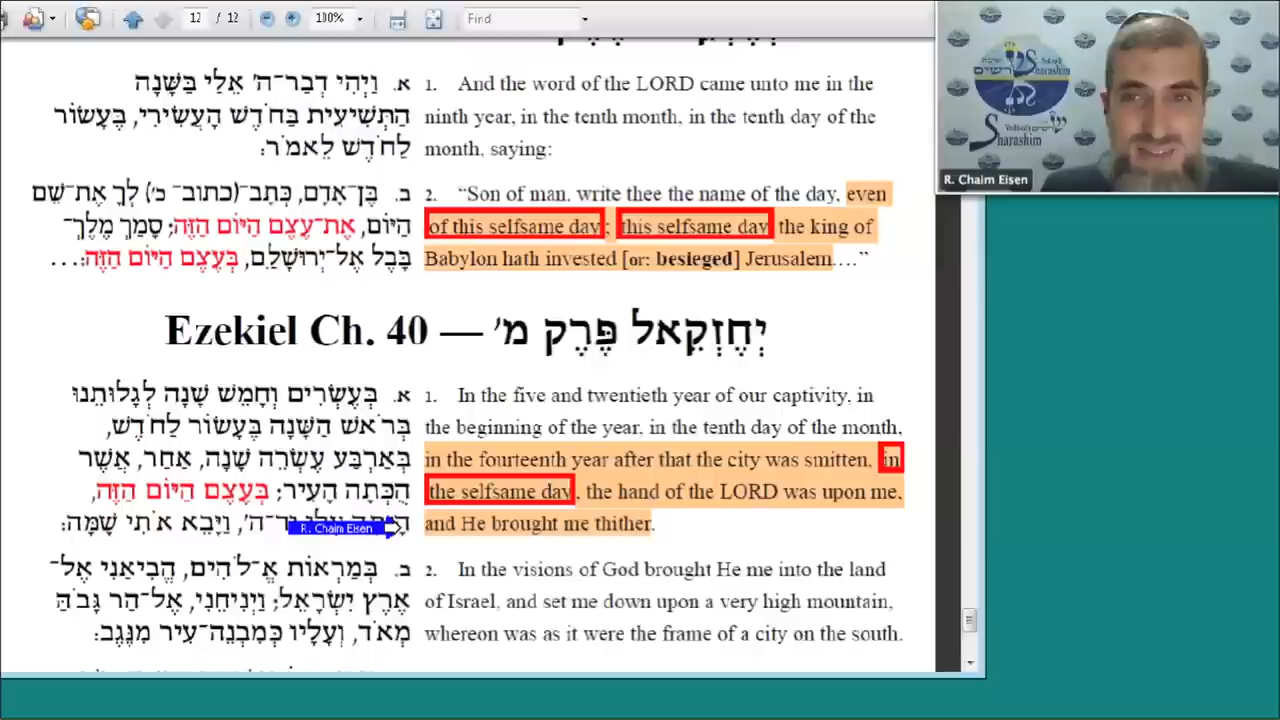 12 / 12
100%
Find
א. וַיְהִי דְבַר־ה' אֵלַי בַּשָּׁנָה
הַתְּשִׁיעִית בַּחֹדֶשׁ הָעֲשִׂירִי, בֶּעָשׂוֹר
לַחֹדֶשׁ לֵאמֹר:
1. And the word of the LORD came unto me in the
ninth year, in the tenth month, in the tenth day of the
month, saying:
ב. בֶּן־אָדָם, כְּתָב־(כתוב־ כ') לְךָ אֶת־שֵׁם
הַיּוֹם, אֶת־עֶצֶם הַיּוֹם הַזֶּה; סָמַךְ מֶלֶךְ־
בָּבֶל אֶל־יְרוּשָׁלִַם, בְּעֶצֶם הַיּוֹם הַזֶּה:...
2. “Son of man, write thee the name of the day, even
of this selfsame day; this selfsame day the king of
Babylon hath invested [or: besieged] Jerusalem....”
Ezekiel Ch. 40 — יְחֶזְקֵאל פֶּרֶק מ'
א. בְּעֶשְׂרִים וְחָמֵשׁ שָׁנָה לְגָלוּתֵנוּ
בְּרֹאשׁ הַשָּׁנָה בֶּעָשׂוֹר לַחֹדֶשׁ,
בְּאַרְבַּע עֶשְׂרֵה שָׁנָה, אַחַר, אֲשֶׁר
הֻכְּתָה הָעִיר; בְּעֶצֶם הַיּוֹם הַזֶּה,
יַד־ה', וַיָּבֵא אֹתִי שָׁמָּה:
R. Chaim Eisen
1. In the five and twentieth year of our captivity, in
the beginning of the year, in the tenth day of the month,
in the fourteenth year after that the city was smitten, in
the selfsame day, the hand of the LORD was upon me,
and He brought me thither.
ב. בְּמַרְאוֹת אֱ־לֹהִים, הֱבִיאַנִי אֶל־
אֶרֶץ יִשְׂרָאֵל; וַיְנִיחֵנִי, אֶל־הַר גָּבֹהַּ
מְאֹד, וְעָלָיו כְּמִבְנֵה־עִיר מִנֶּגֶב:
2. In the visions of God brought He me into the land
of Israel, and set me down upon a very high mountain,
whereon was as it were the frame of a city on the south.
Sharashim
R. Chaim Eisen